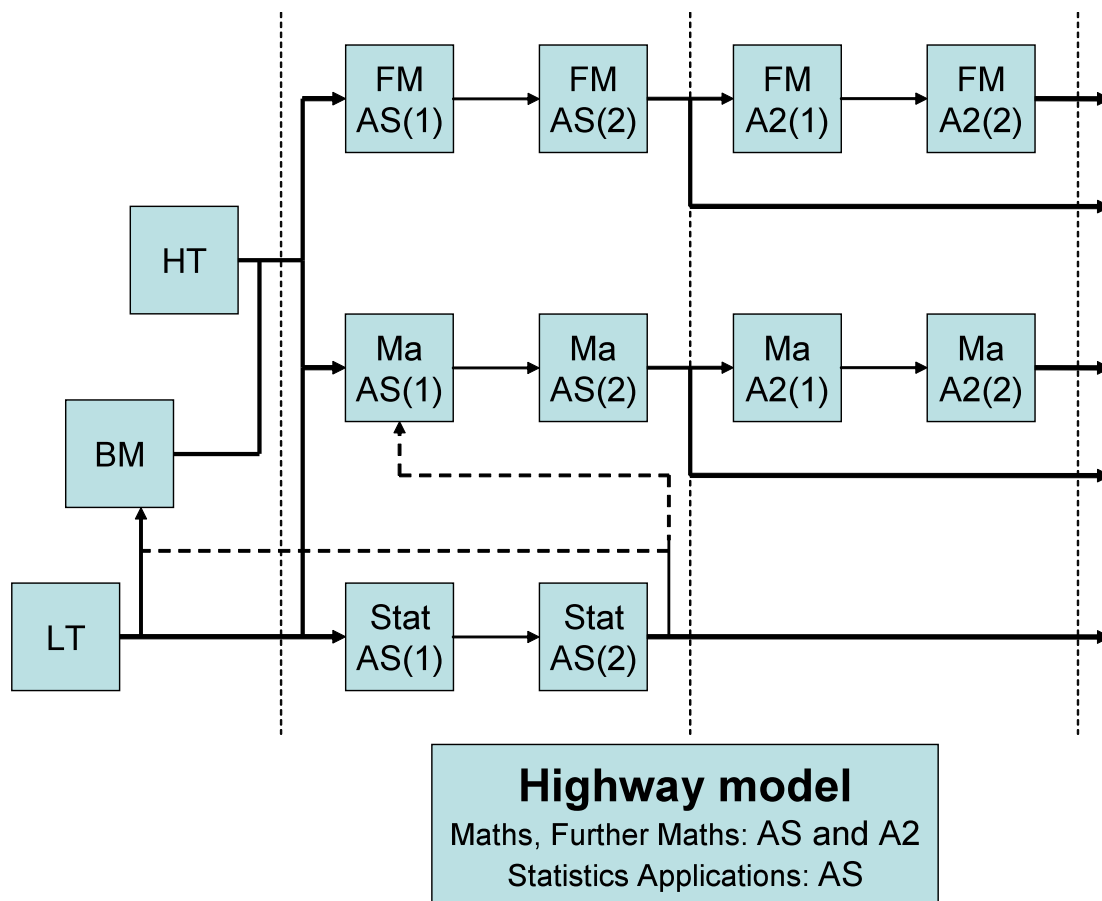 FM
AS(1)
FM
AS(2)
FM
A2(1)
FM
A2(2)
HT
Ma
AS(1)
Ma
AS(2)
Ma
A2(1)
Ma
A2(2)
BM
LT
Stat
AS(1)
Stat
AS(2)
Highway model
Maths, Further Maths: AS and A2
Statistics Applications: AS